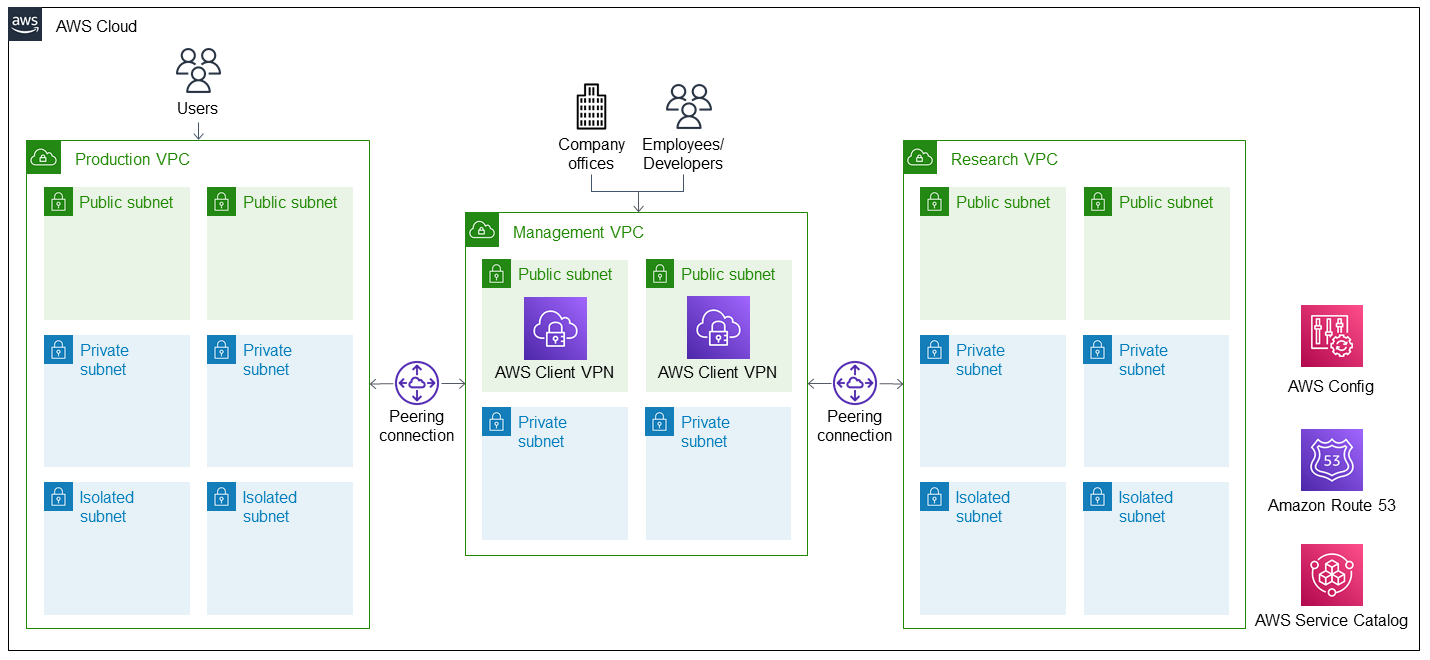 aws
AWS Cloud
Users
Company
offices
Employees/
Developers
Production VPC
Public subnet
Public subnet
Private
subnet
Private
subnet
Isolated
subnet
Isolated
subnet
Peering
connection
Management VPC
Public subnet
AWS Client VPN
Public subnet
AWS Client VPN
Private
subnet
Private
subnet
Peering
connection
Research VPC
Public subnet
Public subnet
Private
subnet
Private
subnet
Isolated
subnet
Isolated
subnet
AWS Config
53
Amazon Route 53
AWS Service Catalog